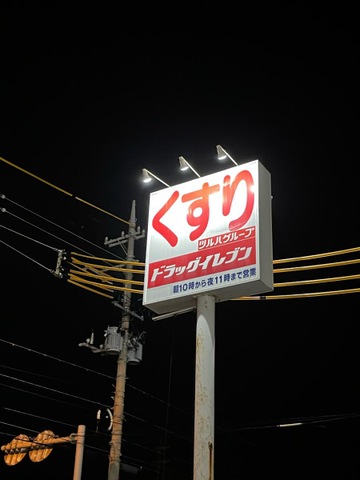 くすり
ツルハグループ
ドラッグイレブン
朝10時から夜11時まで営業